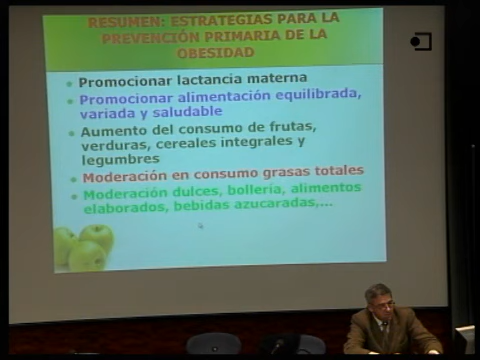 RESUMEN: ESTRATEGIAS PARA LA
PREVENCIÓN PRIMARIA DE LA
OBESIDAD
• Promocionar lactancia materna
• Promocionar alimentación equilibrada,
variada y saludable
• Aumento del consumo de frutas,
verduras, cereales integrales y
legumbres
• Moderación en consumo grasas totales
• Moderación dulces, bollería, alimentos
elaborados, bebidas azucaradas,...